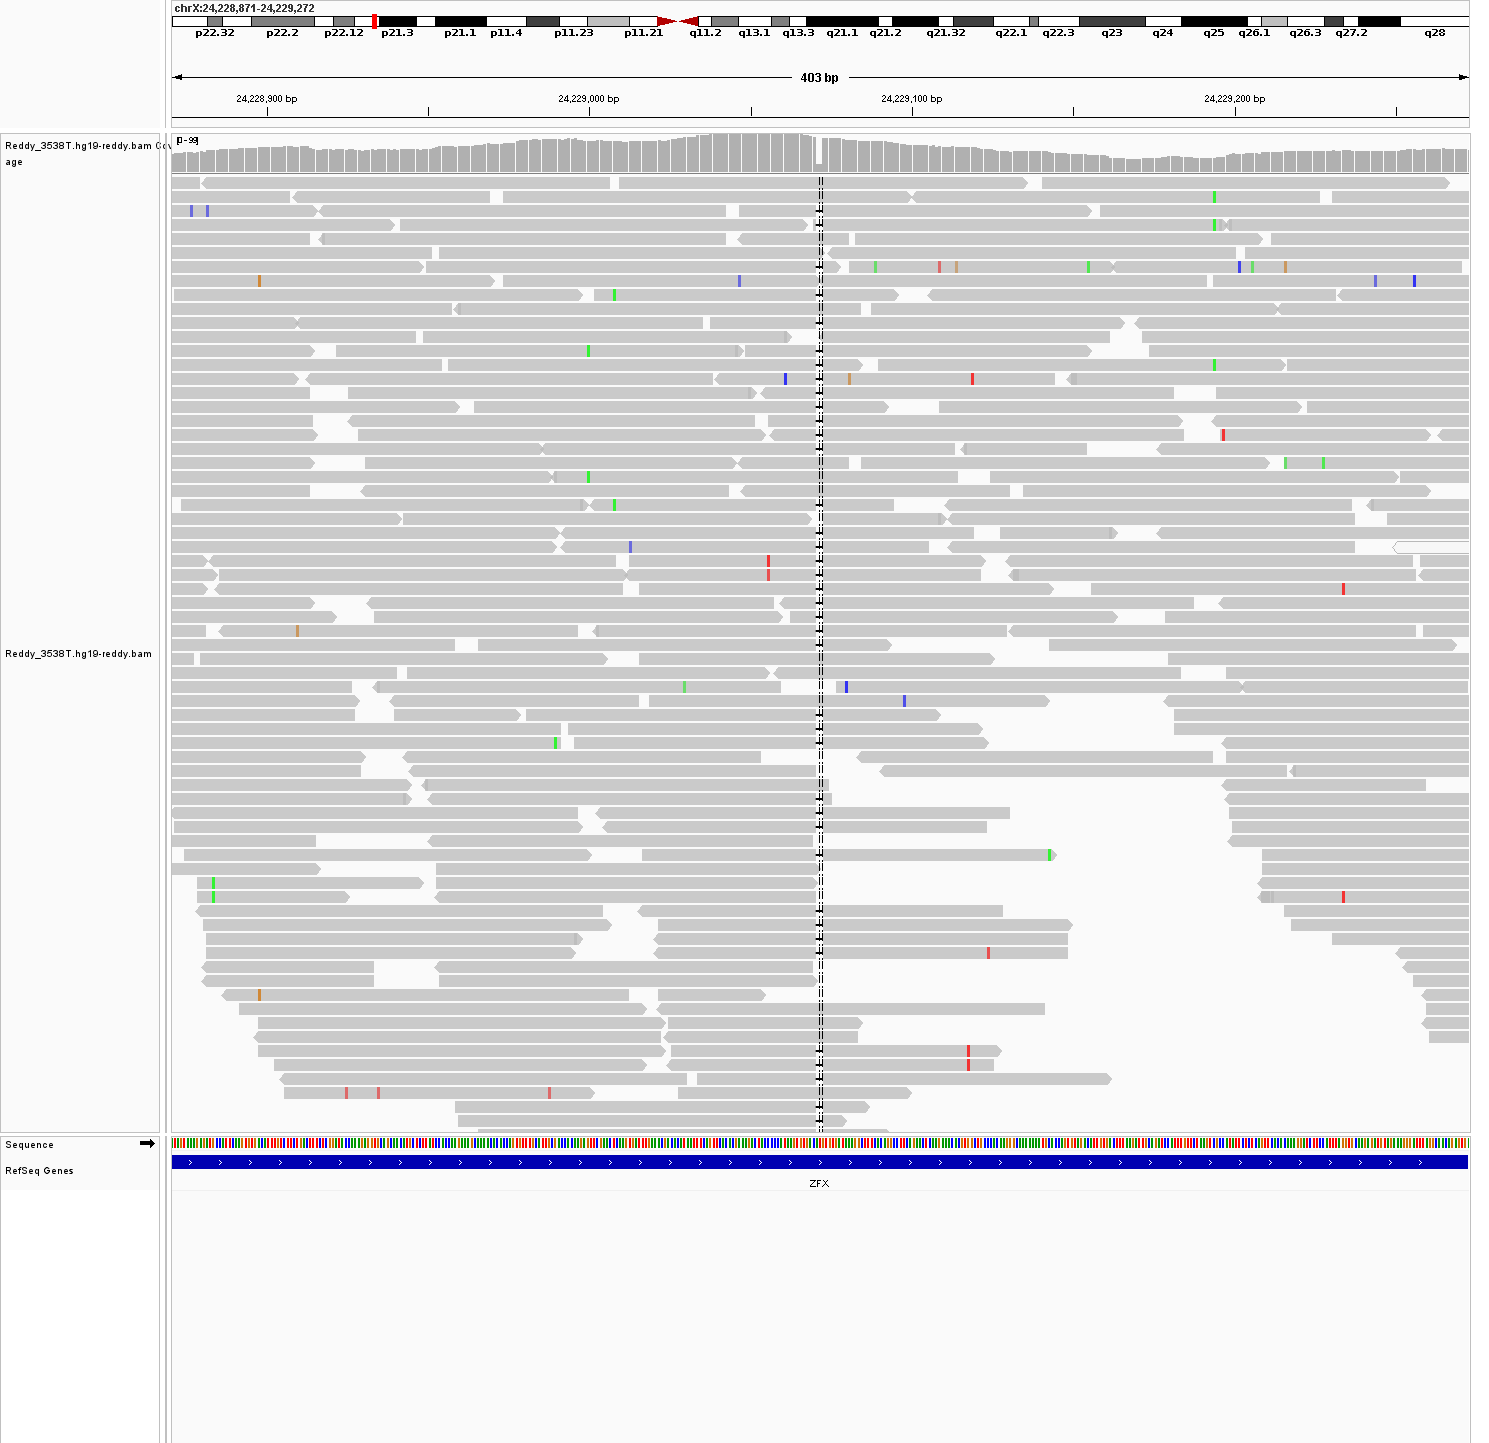 chrX:24,228,871-24,229,272
p22.32 p22.2 p22.12 p21.3 p21.1 p11.4 p11.23 p11.21 q11.2 q13.1 q13.3 q21.1 q21.2 q21.32 q22.1 q22.3 q23 q24 q25 q26.1 q26.3 q27.2 q28
403 bp
24,228,900 bp 24,229,000 bp 24,229,100 bp 24,229,200 bp
[0-99]
Reddy_3538T.hg19-reddy.bam Cov
age
Reddy_3538T.hg19-reddy.bam
Sequence
RefSeq Genes
ZFX